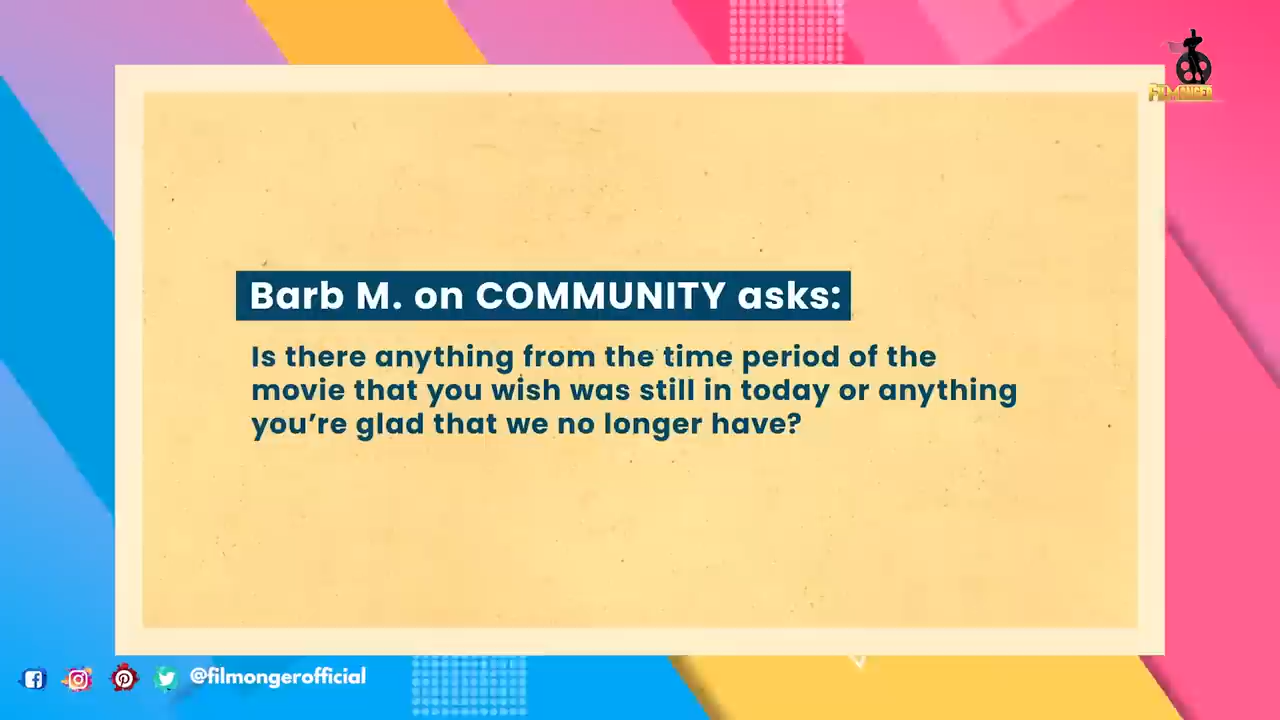 FILMONGER
Barb M. on COMMUNITY asks:
Is there anything from the time period of the
movie that you wish was still in today or anything
you’re glad that we no longer have?
@filmongerofficial